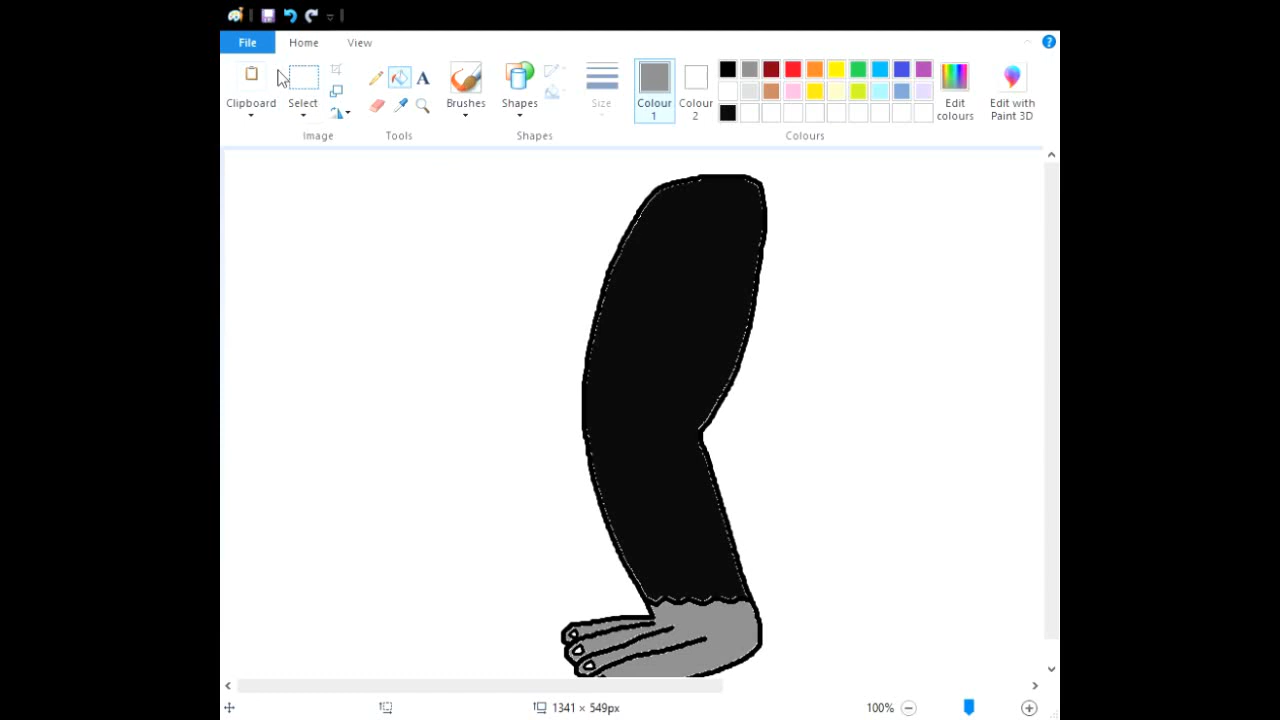 File Home View
Clipboard Select Brushes Shapes Size Colour 1 Colour 2 Edit colours Edit with Paint 3D
Image Tools Shapes Colours
1341 × 549px 100%